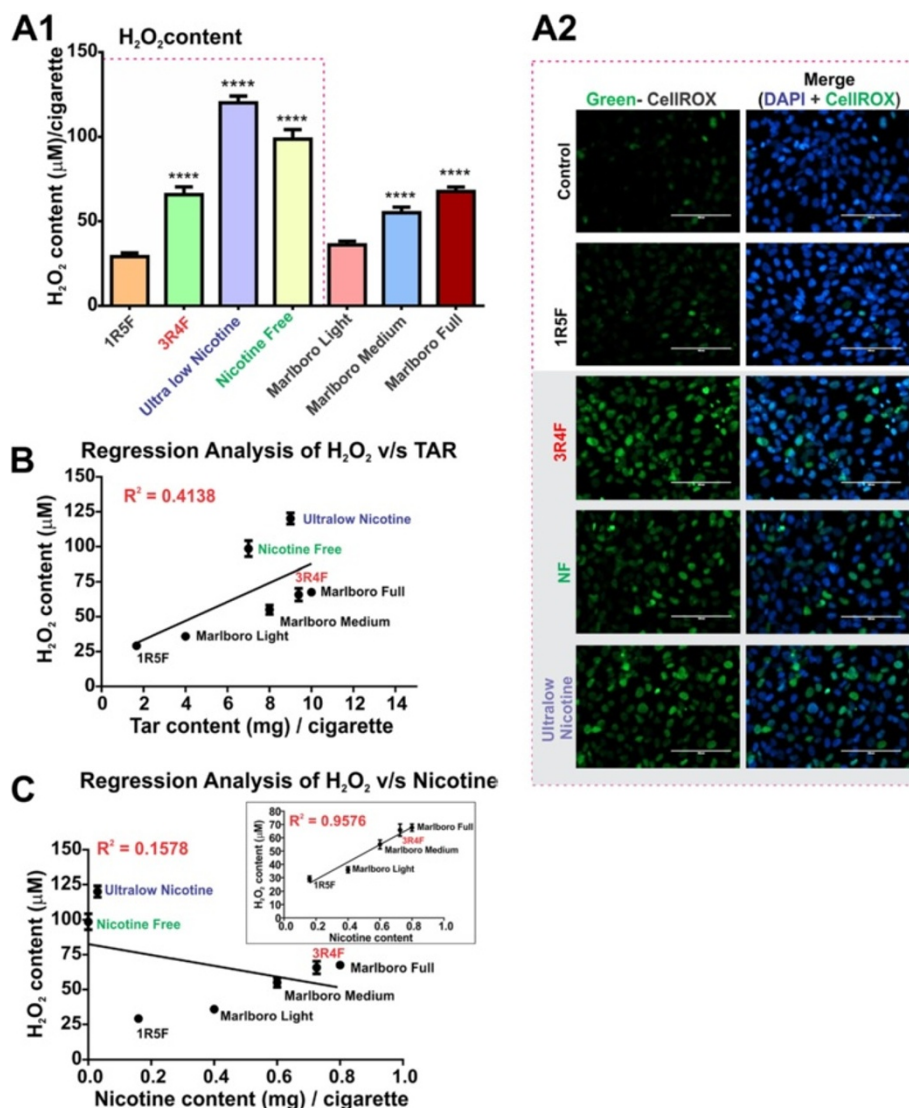 A1
H₂O₂content
H₂O₂ content (µM)/cigarette
150
100
50
0
****
****
****
****
****
1R5F
3R4F
Ultra low Nicotine
Nicotine Free
Marlboro Light
Marlboro Medium
Marlboro Full
A2
Green- CellROX
Merge
(DAPI + CellROX)
Control
1R5F
3R4F
NF
Ultralow
Nicotine
B
Regression Analysis of H₂O₂ v/s TAR
R² = 0.4138
H₂O₂ content (µM)
150
125
100
75
50
25
0
Ultralow Nicotine
Nicotine Free
3R4F
Marlboro Full
Marlboro Medium
Marlboro Light
1R5F
2 4 6 8 10 12 14
Tar content (mg) / cigarette
C
Regression Analysis of H₂O₂ v/s Nicotine
R² = 0.1578
H₂O₂ content (µM)
150
125
100
75
50
25
0
Ultralow Nicotine
Nicotine Free
3R4F
Marlboro Full
Marlboro Medium
Marlboro Light
1R5F
0.0 0.2 0.4 0.6 0.8 1.0
Nicotine content (mg) / cigarette
R² = 0.9576
H₂O₂ content (µM)
80
70
60
50
40
30
20
10
0
Marlboro Full
3R4F
Marlboro Medium
Marlboro Light
1R5F
0.0 0.2 0.4 0.6 0.8 1.0
Nicotine content